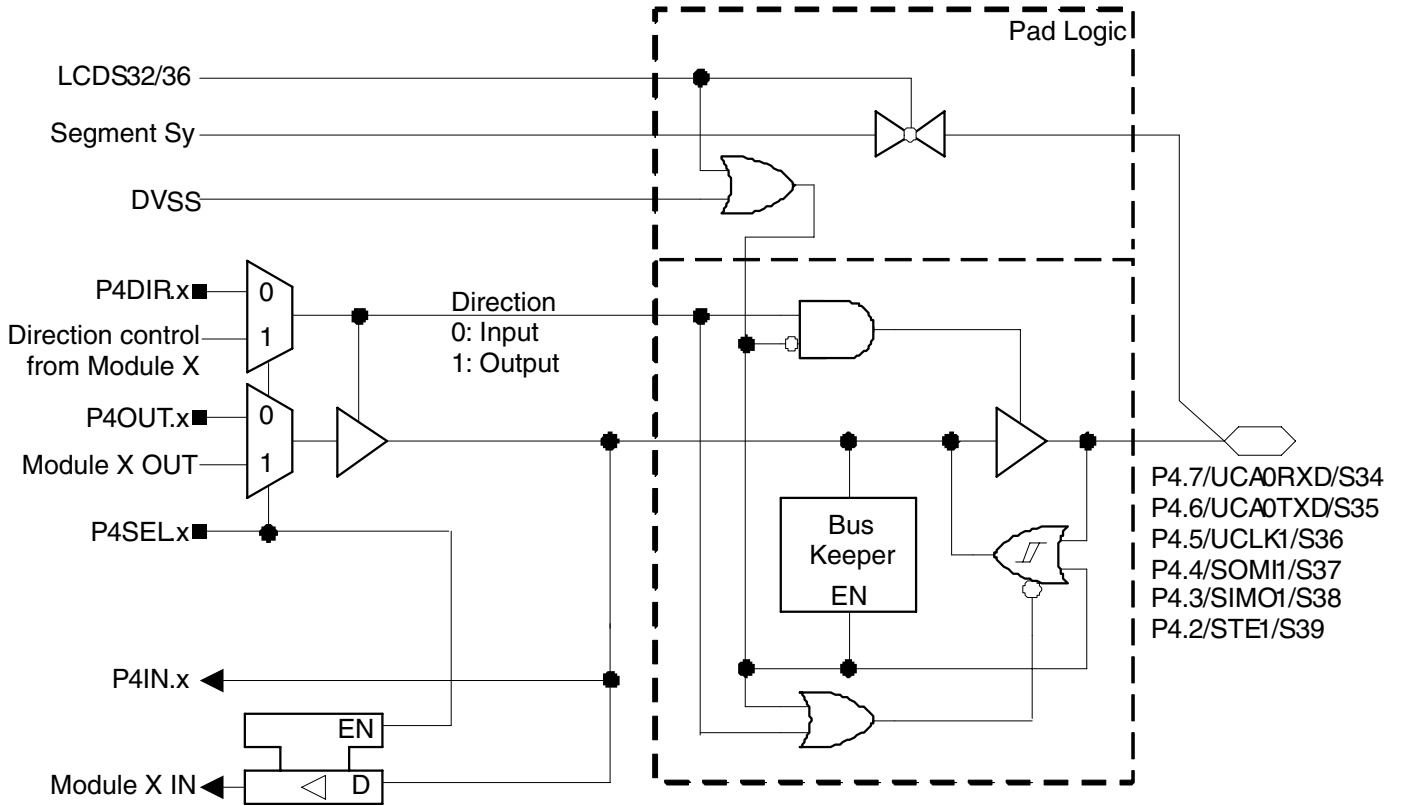 Pad Logic
LCDS32/36
Segment Sy
DVSS
P4DIR.x
0
Direction control
from Module X
1
Direction
0: Input
1: Output
P4OUT.x
0
Module X OUT
1
P4SEL.x
Bus
Keeper
EN
P4.7/UCA0RXD/S34
P4.6/UCA0TXD/S35
P4.5/UCLK1/S36
P4.4/SOMI1/S37
P4.3/SIMO1/S38
P4.2/STE1/S39
P4IN.x
EN
Module X IN
D